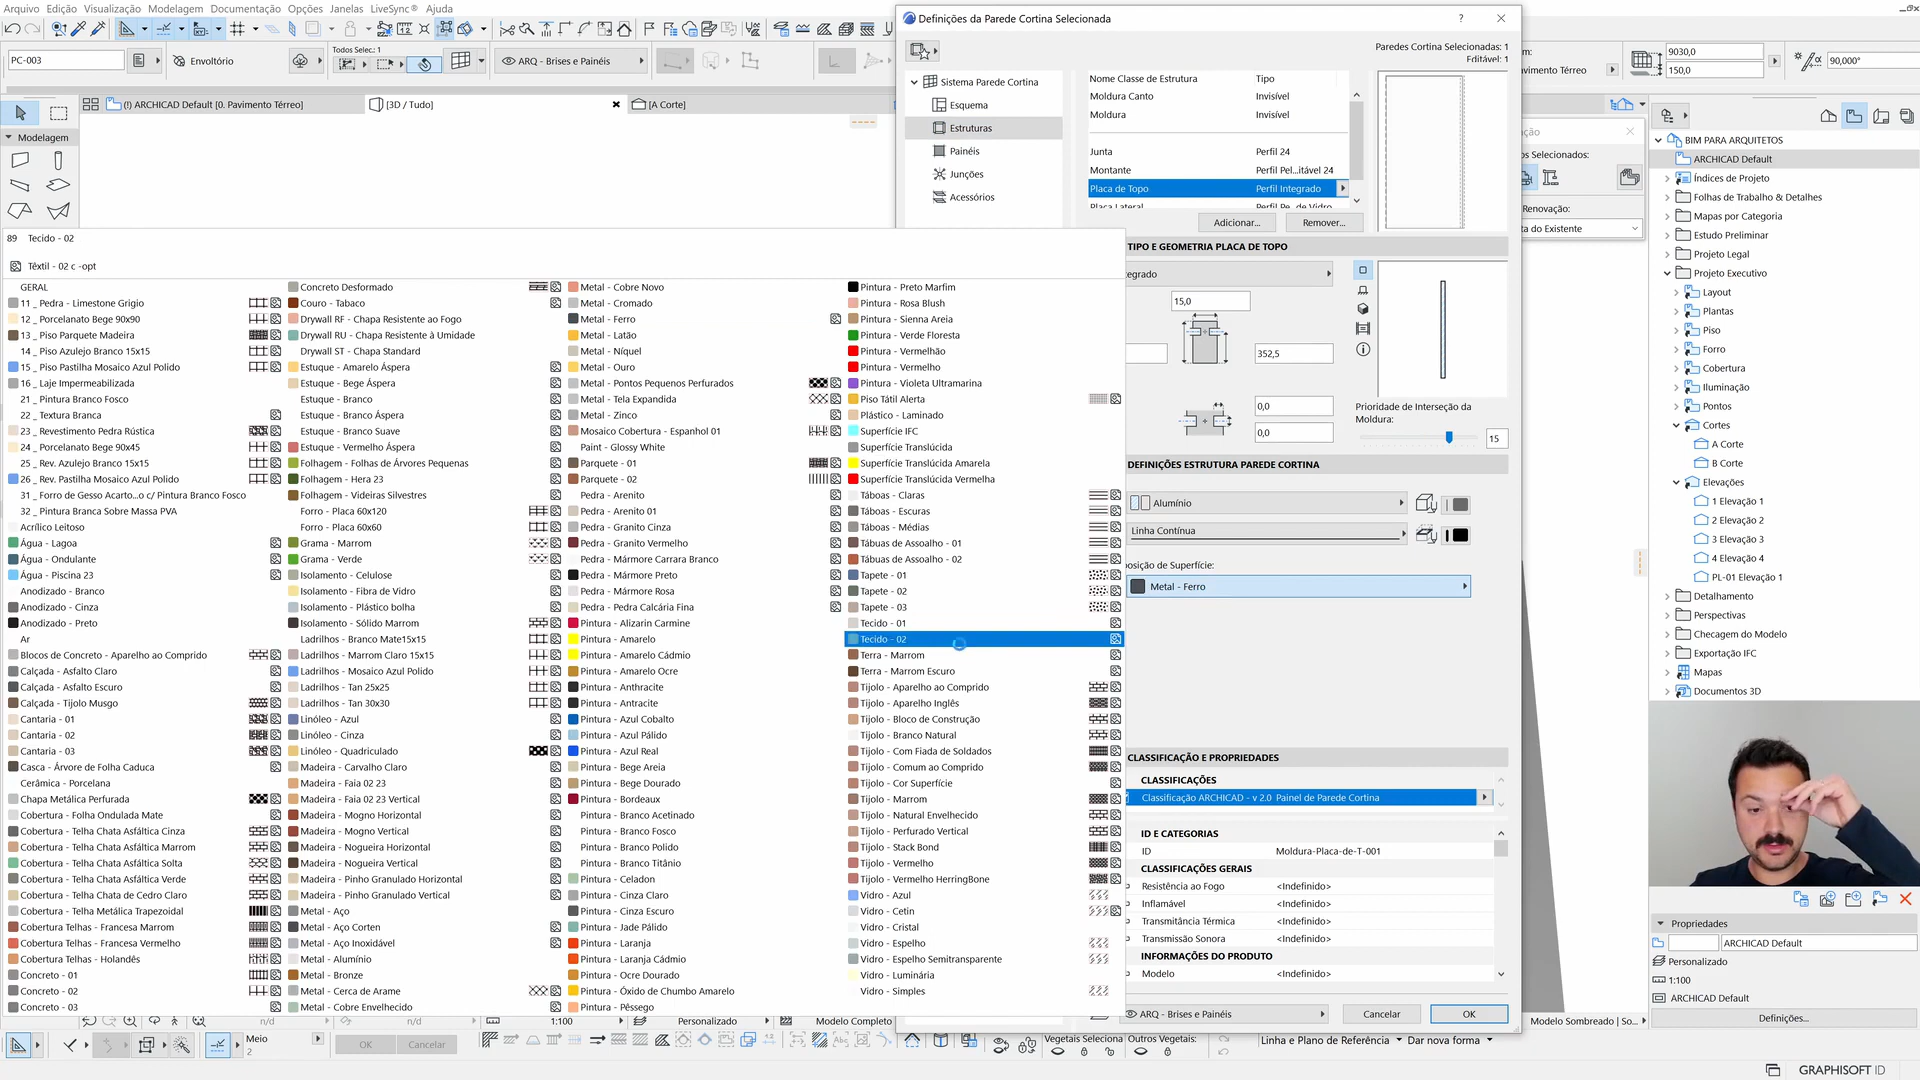 Arquivo Edição Visualização Modelagem Documentação Opções Janelas LiveSync® Ajuda
Definições da Parede Cortina Selecionada
PC-003
Envoltório
Todos Selec.: 1
ARQ - Brises e Painéis
Paredes Cortina Selecionadas: 1
Editável: 1
9030,0
150,0
90,000°
(!) ARCHICAD Default [0. Pavimento Térreo]
[3D / Tudo]
[A Corte]
Modelagem
Sistema Parede Cortina
Esquema
Estruturas
Painéis
Junções
Acessórios
Nome Classe de Estrutura Tipo
Moldura Canto Invisível
Moldura Invisível
Junta Perfil 24
Montante Perfil Pel...itável 24
Placa de Topo Perfil Integrado
Placa Lateral Perfil Pe.. de Vidro
Adicionar... Remover...
TIPO E GEOMETRIA PLACA DE TOPO
15,0
352,5
0,0
0,0
Prioridade de Interseção da
Moldura:
15
DEFINIÇÕES ESTRUTURA PAREDE CORTINA
Alumínio
Linha Contínua
Metal - Ferro
CLASSIFICAÇÃO E PROPRIEDADES
CLASSIFICAÇÕES
Classificação ARCHICAD - v 2.0 Painel de Parede Cortina
ID E CATEGORIAS
ID Moldura-Placa-de-T-001
CLASSIFICAÇÕES GERAIS
Resistência ao Fogo <Indefinido>
Inflamável <Indefinido>
Transmitância Térmica <Indefinido>
Transmissão Sonora <Indefinido>
INFORMAÇÕES DO PRODUTO
Modelo <Indefinido>
ARQ - Brises e Painéis
Cancelar OK
89 Tecido - 02
Têxtil - 02 c -opt
GERAL
11 _ Pedra - Limestone Grigio
12 _ Porcelanato Bege 90x90
13 _ Piso Parquete Madeira
14 _ Piso Azulejo Branco 15x15
15 _ Piso Pastilha Mosaico Azul Polido
16 _ Laje Impermeabilizada
21 _ Pintura Branco Fosco
22 _ Textura Branca
23 _ Revestimento Pedra Rústica
24 _ Porcelanato Bege 90x45
25 _ Rev. Azulejo Branco 15x15
26 _ Rev. Pastilha Mosaico Azul Polido
31 _ Forro de Gesso Acarto...o c/ Pintura Branco Fosco
32 _ Pintura Branca Sobre Massa PVA
Acrílico Leitoso
Água - Lagoa
Água - Ondulante
Água - Piscina 23
Anodizado - Branco
Anodizado - Cinza
Anodizado - Preto
Ar
Blocos de Concreto - Aparelho ao Comprido
Calçada - Asfalto Claro
Calçada - Asfalto Escuro
Calçada - Tijolo Musgo
Cantaria - 01
Cantaria - 02
Cantaria - 03
Casca - Árvore de Folha Caduca
Cerâmica - Porcelana
Chapa Metálica Perfurada
Cobertura - Folha Ondulada Mate
Cobertura - Telha Chata Asfáltica Cinza
Cobertura - Telha Chata Asfáltica Marrom
Cobertura - Telha Chata Asfáltica Solta
Cobertura - Telha Chata Asfáltica Verde
Cobertura - Telha Chata de Cedro Claro
Cobertura - Telha Metálica Trapezoidal
Cobertura Telhas - Francesa Marrom
Cobertura Telhas - Francesa Vermelho
Cobertura Telhas - Holandês
Concreto - 01
Concreto - 02
Concreto - 03
Concreto Desformado
Couro - Tabaco
Drywall RF - Chapa Resistente ao Fogo
Drywall RU - Chapa Resistente à Umidade
Drywall ST - Chapa Standard
Estuque - Amarelo Áspera
Estuque - Bege Áspera
Estuque - Branco
Estuque - Branco Áspera
Estuque - Branco Suave
Estuque - Vermelho Áspera
Folhagem - Folhas de Árvores Pequenas
Folhagem - Hera 23
Folhagem - Videiras Silvestres
Forro - Placa 60x120
Forro - Placa 60x60
Grama - Marrom
Grama - Verde
Isolamento - Celulose
Isolamento - Fibra de Vidro
Isolamento - Plástico bolha
Isolamento - Sólido Marrom
Ladrilhos - Branco Mate15x15
Ladrilhos - Marrom Claro 15x15
Ladrilhos - Mosaico Azul Polido
Ladrilhos - Tan 25x25
Ladrilhos - Tan 30x30
Linóleo - Azul
Linóleo - Cinza
Linóleo - Quadriculado
Madeira - Carvalho Claro
Madeira - Faia 02 23
Madeira - Faia 02 23 Vertical
Madeira - Mogno Horizontal
Madeira - Mogno Vertical
Madeira - Nogueira Horizontal
Madeira - Nogueira Vertical
Madeira - Pinho Granulado Horizontal
Madeira - Pinho Granulado Vertical
Metal - Aço
Metal - Aço Corten
Metal - Aço Inoxidável
Metal - Alumínio
Metal - Bronze
Metal - Cerca de Arame
Metal - Cobre Envelhecido
Metal - Cobre Novo
Metal - Cromado
Metal - Ferro
Metal - Latão
Metal - Níquel
Metal - Ouro
Metal - Pontos Pequenos Perfurados
Metal - Tela Expandida
Metal - Zinco
Mosaico Cobertura - Espanhol 01
Paint - Glossy White
Parquete - 01
Parquete - 02
Pedra - Arenito
Pedra - Arenito 01
Pedra - Granito Cinza
Pedra - Granito Vermelho
Pedra - Mármore Carrara Branco
Pedra - Mármore Preto
Pedra - Mármore Rosa
Pedra - Pedra Calcária Fina
Pintura - Alizarin Carmine
Pintura - Amarelo
Pintura - Amarelo Cádmio
Pintura - Amarelo Ocre
Pintura - Anthracite
Pintura - Antracite
Pintura - Azul Cobalto
Pintura - Azul Pálido
Pintura - Azul Real
Pintura - Bege Areia
Pintura - Bege Dourado
Pintura - Bordeaux
Pintura - Branco Acetinado
Pintura - Branco Fosco
Pintura - Branco Polido
Pintura - Branco Titânio
Pintura - Celadon
Pintura - Cinza Claro
Pintura - Cinza Escuro
Pintura - Jade Pálido
Pintura - Laranja
Pintura - Laranja Cádmio
Pintura - Ocre Dourado
Pintura - Óxido de Chumbo Amarelo
Pintura - Pêssego
Pintura - Preto Marfim
Pintura - Rosa Blush
Pintura - Sienna Areia
Pintura - Verde Floresta
Pintura - Vermelhão
Pintura - Vermelho
Pintura - Violeta Ultramarina
Piso Tátil Alerta
Plástico - Laminado
Superfície IFC
Superfície Translúcida
Superfície Translúcida Amarela
Superfície Translúcida Vermelha
Táboas - Claras
Táboas - Escuras
Táboas - Médias
Tábuas de Assoalho - 01
Tábuas de Assoalho - 02
Tapete - 01
Tapete - 02
Tapete - 03
Tecido - 01
Tecido - 02
Terra - Marrom
Terra - Marrom Escuro
Tijolo - Aparelho ao Comprido
Tijolo - Aparelho Inglês
Tijolo - Bloco de Construção
Tijolo - Branco Natural
Tijolo - Com Fiada de Soldados
Tijolo - Comum ao Comprido
Tijolo - Cor Superfície
Tijolo - Marrom
Tijolo - Natural Envelhecido
Tijolo - Perfurado Vertical
Tijolo - Stack Bond
Tijolo - Vermelho
Tijolo - Vermelho HerringBone
Vidro - Azul
Vidro - Cetin
Vidro - Cristal
Vidro - Espelho
Vidro - Espelho Semitransparente
Vidro - Luminária
Vidro - Simples
Renovação:
BIM PARA ARQUITETOS
ARCHICAD Default
Índices de Projeto
Folhas de Trabalho & Detalhes
Mapas por Categoria
Estudo Preliminar
Projeto Legal
Projeto Executivo
Layout
Plantas
Piso
Forro
Cobertura
Iluminação
Pontos
Cortes
A Corte
B Corte
Elevações
1 Elevação 1
2 Elevação 2
3 Elevação 3
4 Elevação 4
PL-01 Elevação 1
Detalhamento
Perspectivas
Checagem do Modelo
Exportação IFC
Mapas
Documentos 3D
Propriedades
ARCHICAD Default
Personalizado
1:100
ARCHICAD Default
Definições...
n/d n/d 1:100 Personalizado Modelo Completo
Modelo Sombreado | So...
Meio
2
OK Cancelar
Vegetais Seleciona Outros Vegetais:
Linha e Plano de Referência Dar nova forma
GRAPHISOFT ID